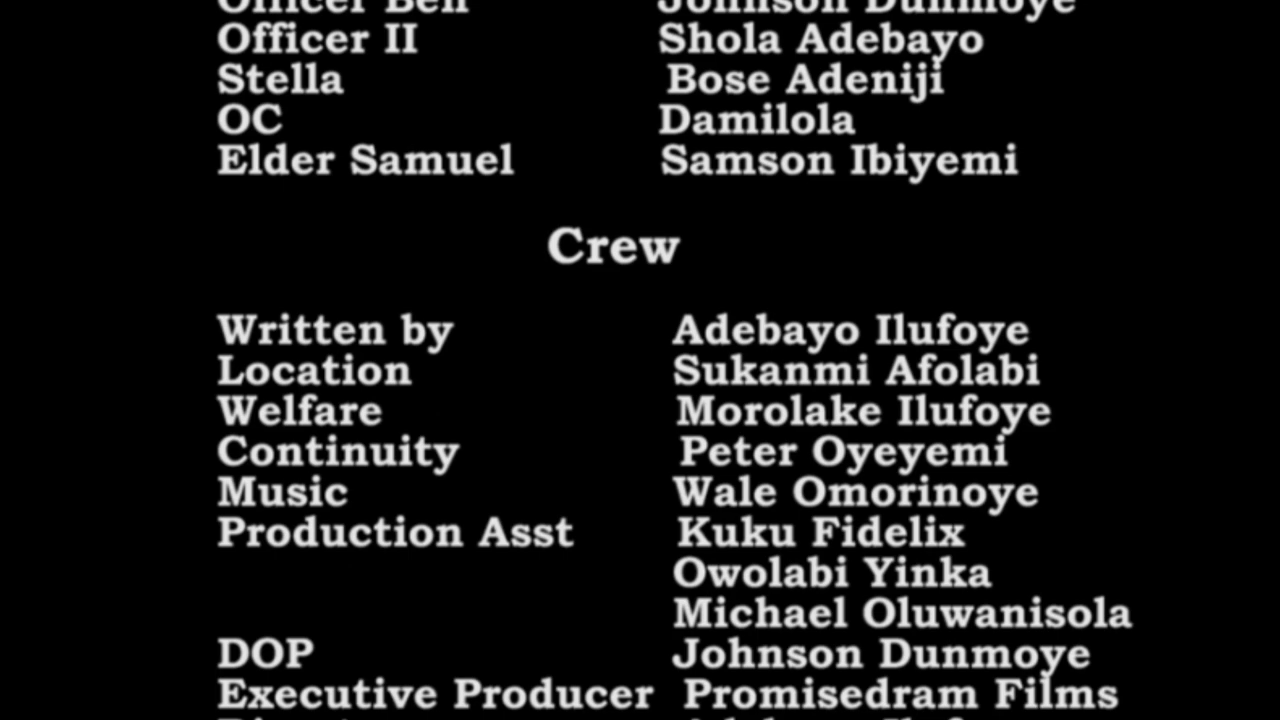 Officer Ben Johnson Dunmoye
Officer II Shola Adebayo
Stella Bose Adeniji
OC Damilola
Elder Samuel Samson Ibiyemi
Crew
Written by Adebayo Ilufoye
Location Sukanmi Afolabi
Welfare Morolake Ilufoye
Continuity Peter Oyeyemi
Music Wale Omorinoye
Production Asst Kuku Fidelix
Owolabi Yinka
Michael Oluwanisola
DOP Johnson Dunmoye
Executive Producer Promisedram Films